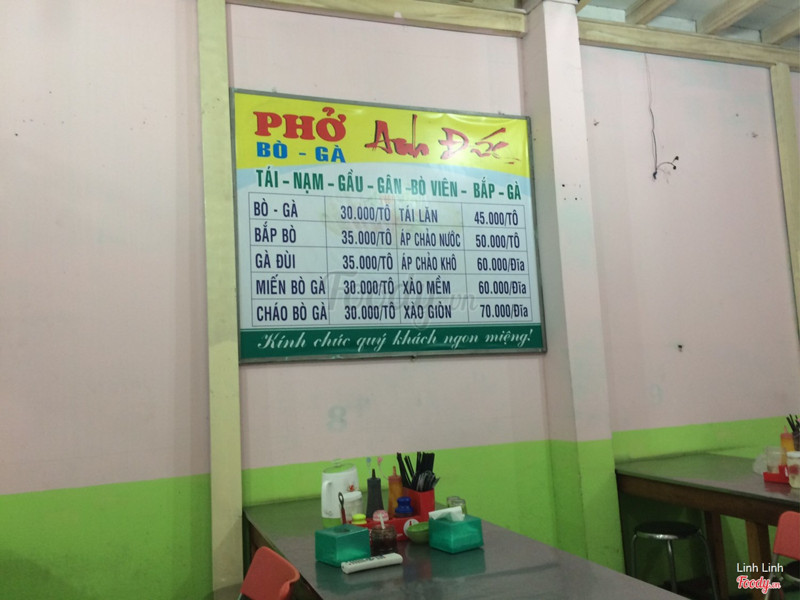 PHỞ Anh Đức
BÒ - GÀ
TÁI - NẠM - GẦU - GÂN - BÒ VIÊN - BẮP - GÀ
BÒ - GÀ 30.000/TÔ TÁI LĂN 45.000/TÔ
BẮP BÒ 35.000/TÔ ÁP CHẢO NƯỚC 50.000/TÔ
GÀ ĐÙI 35.000/TÔ ÁP CHẢO KHÔ 60.000/Đĩa
MIẾN BÒ GÀ 30.000/TÔ XÀO MỀM 60.000/Đĩa
CHÁO BÒ GÀ 30.000/TÔ XÀO GIÒN 70.000/Đĩa
Foody.vn
Kính chúc quý khách ngon miệng!
8
Linh Linh
Foody.vn